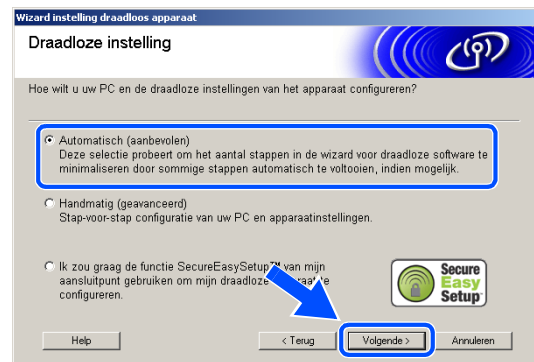 Wizard instelling draadloos apparaat
Draadloze instelling
Hoe wilt u uw PC en de draadloze instellingen van het apparaat configureren?
Automatisch (aanbevolen)
Deze selectie probeert om het aantal stappen in de wizard voor draadloze software te
minimaliseren door sommige stappen automatisch te voltooien, indien mogelijk.
Handmatig (geavanceerd)
Stap-voor-stap configuratie van uw PC en apparaatinstellingen.
Ik zou graag de functie SecureEasySetup™ van mijn
aansluitpunt gebruiken om mijn draadloze te
configureren.
Secure
Easy
Setup
Help
< Terug
Volgende >
Annuleren